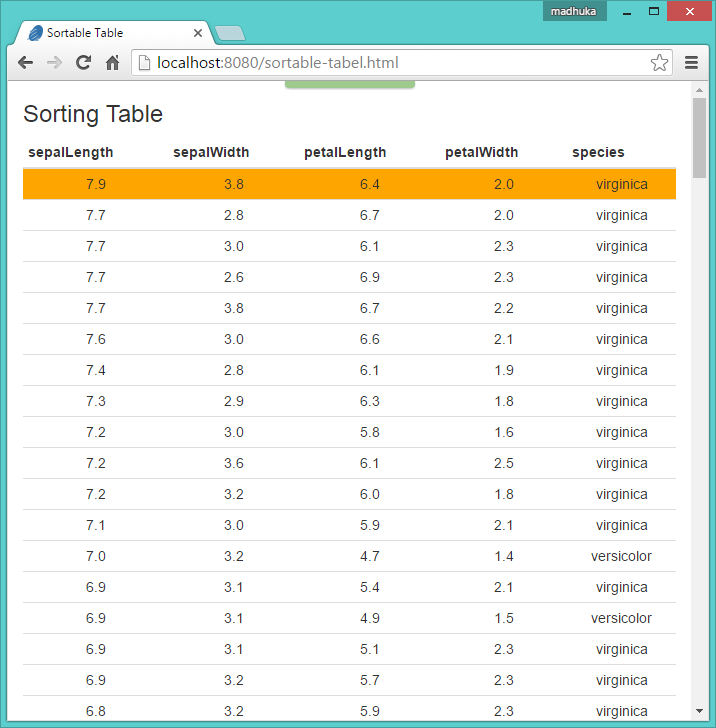 madhuka
Sortable Table
localhost:8080/sortable-tabel.html
Sorting Table
sepalLength sepalWidth petalLength petalWidth species
7.9 3.8 6.4 2.0 virginica
7.7 2.8 6.7 2.0 virginica
7.7 3.0 6.1 2.3 virginica
7.7 2.6 6.9 2.3 virginica
7.7 3.8 6.7 2.2 virginica
7.6 3.0 6.6 2.1 virginica
7.4 2.8 6.1 1.9 virginica
7.3 2.9 6.3 1.8 virginica
7.2 3.0 5.8 1.6 virginica
7.2 3.6 6.1 2.5 virginica
7.2 3.2 6.0 1.8 virginica
7.1 3.0 5.9 2.1 virginica
7.0 3.2 4.7 1.4 versicolor
6.9 3.1 5.4 2.1 virginica
6.9 3.1 4.9 1.5 versicolor
6.9 3.1 5.1 2.3 virginica
6.9 3.2 5.7 2.3 virginica
6.8 3.2 5.9 2.3 virginica